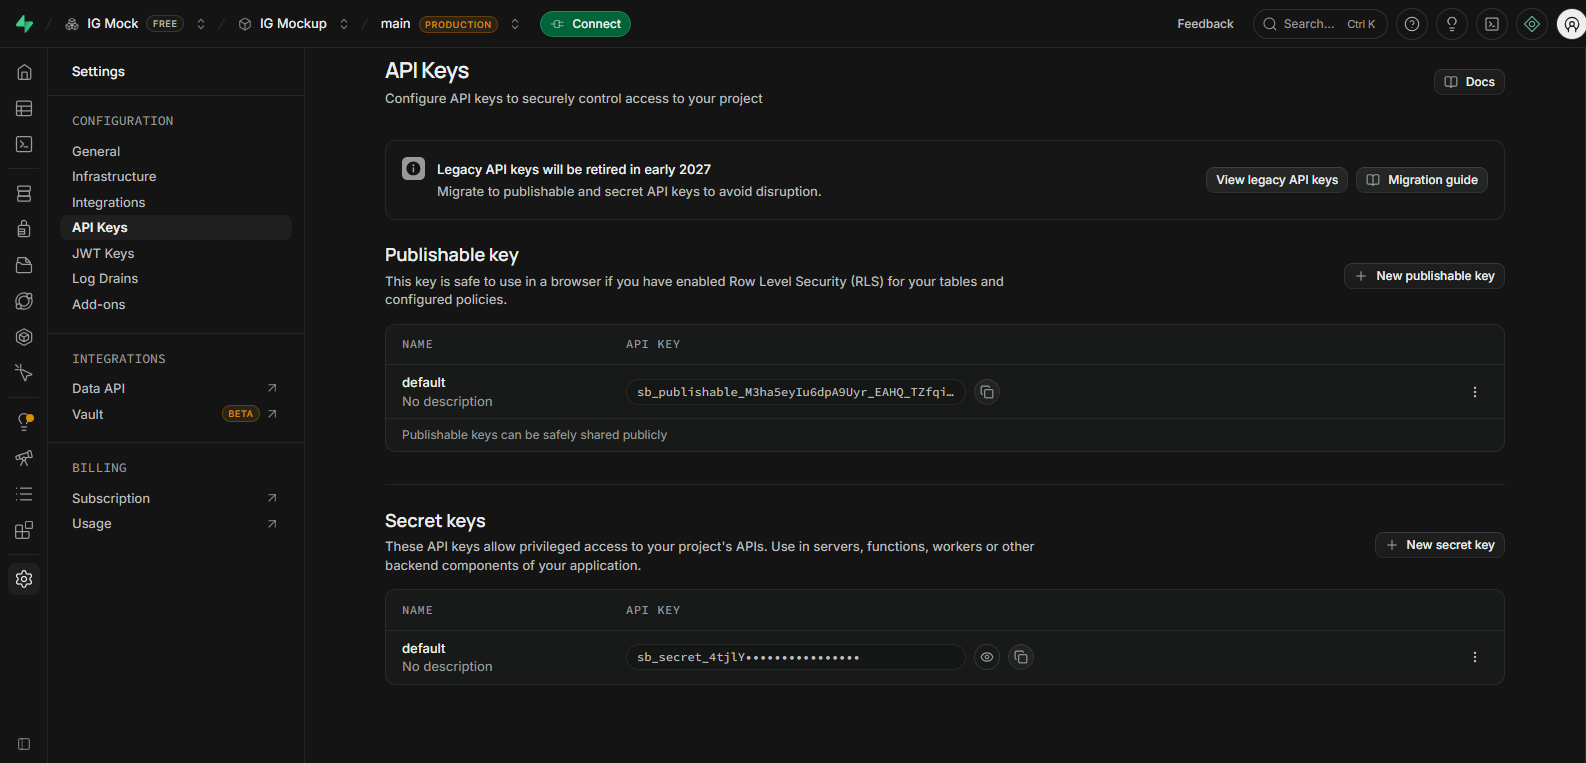 IG Mock FREE
IG Mockup
main PRODUCTION
Connect
Feedback
Search... Ctrl K
Settings
CONFIGURATION
General
Infrastructure
Integrations
API Keys
JWT Keys
Log Drains
Add-ons
INTEGRATIONS
Data API
Vault BETA
BILLING
Subscription
Usage
API Keys
Configure API keys to securely control access to your project
Docs
Legacy API keys will be retired in early 2027
Migrate to publishable and secret API keys to avoid disruption.
View legacy API keys
Migration guide
Publishable key
This key is safe to use in a browser if you have enabled Row Level Security (RLS) for your tables and
configured policies.
New publishable key
NAME API KEY
default
No description
sb_publishable_M3ha5eyIu6dpA9Uyr_EAHQ_TZfqi…
Publishable keys can be safely shared publicly
Secret keys
These API keys allow privileged access to your project's APIs. Use in servers, functions, workers or other
backend components of your application.
New secret key
NAME API KEY
default
No description
sb_secret_4tjlY••••••••••••••••